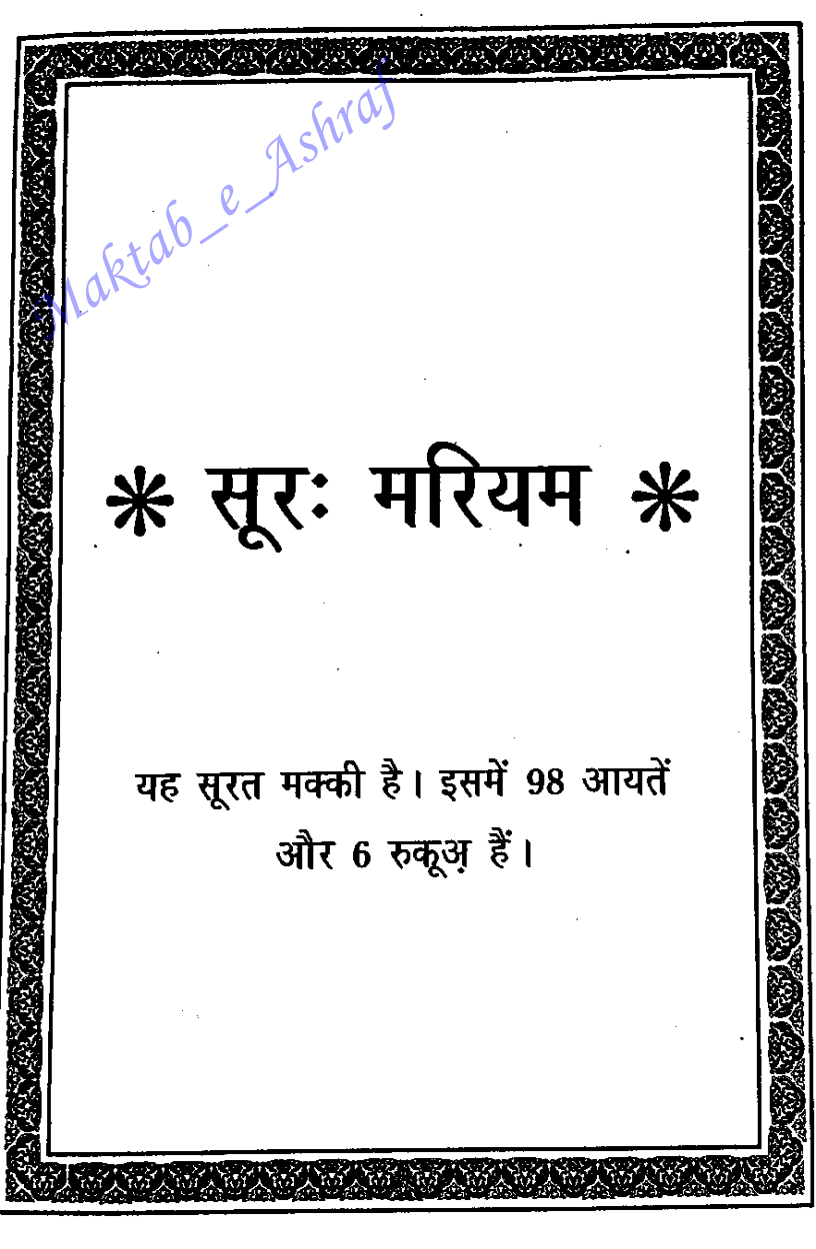 Maktab_e_Ashraf
* सूरः मरियम *
यह सूरत मक्की है। इसमें 98 आयतें
और 6 रुकूअ़ हैं।